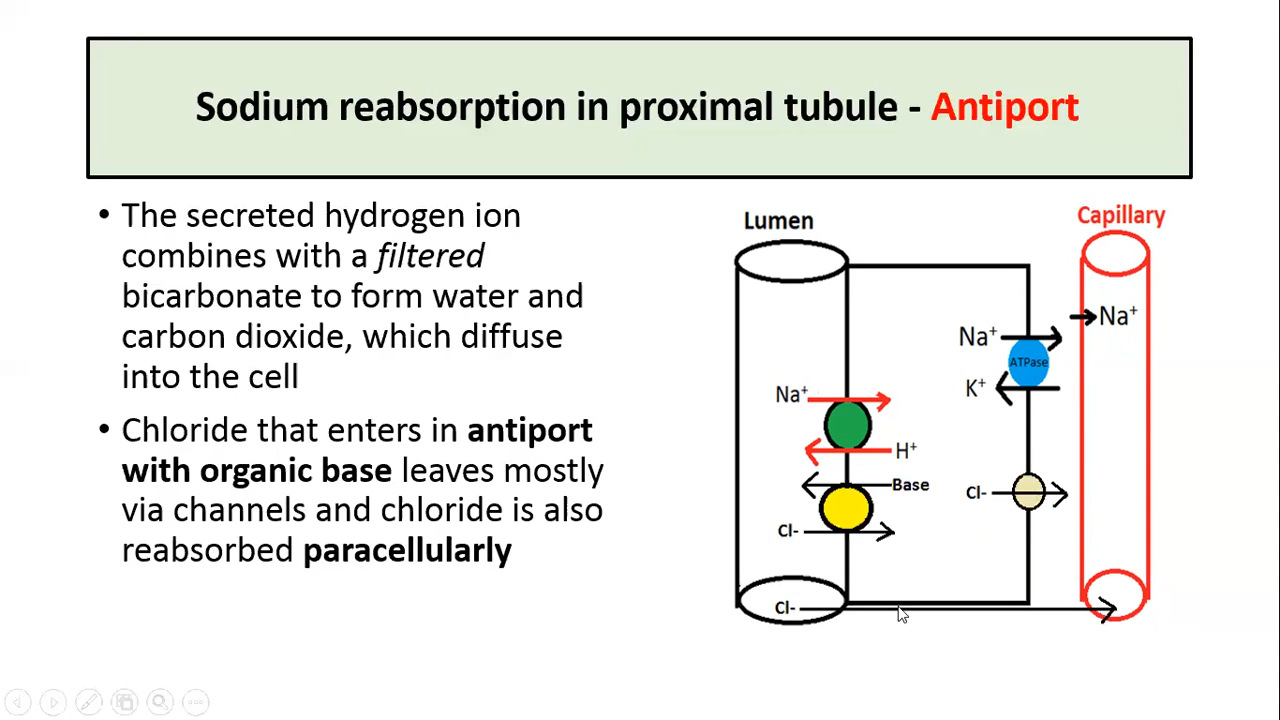 Sodium reabsorption in proximal tubule - Antiport
• The secreted hydrogen ion
combines with a filtered
bicarbonate to form water and
carbon dioxide, which diffuse
into the cell
• Chloride that enters in antiport
with organic base leaves mostly
via channels and chloride is also
reabsorbed paracellularly
Lumen
Capillary
Na⁺
Na⁺
ATPase
K⁺
Na⁺
H⁺
Base
Cl-
Cl-
Cl-